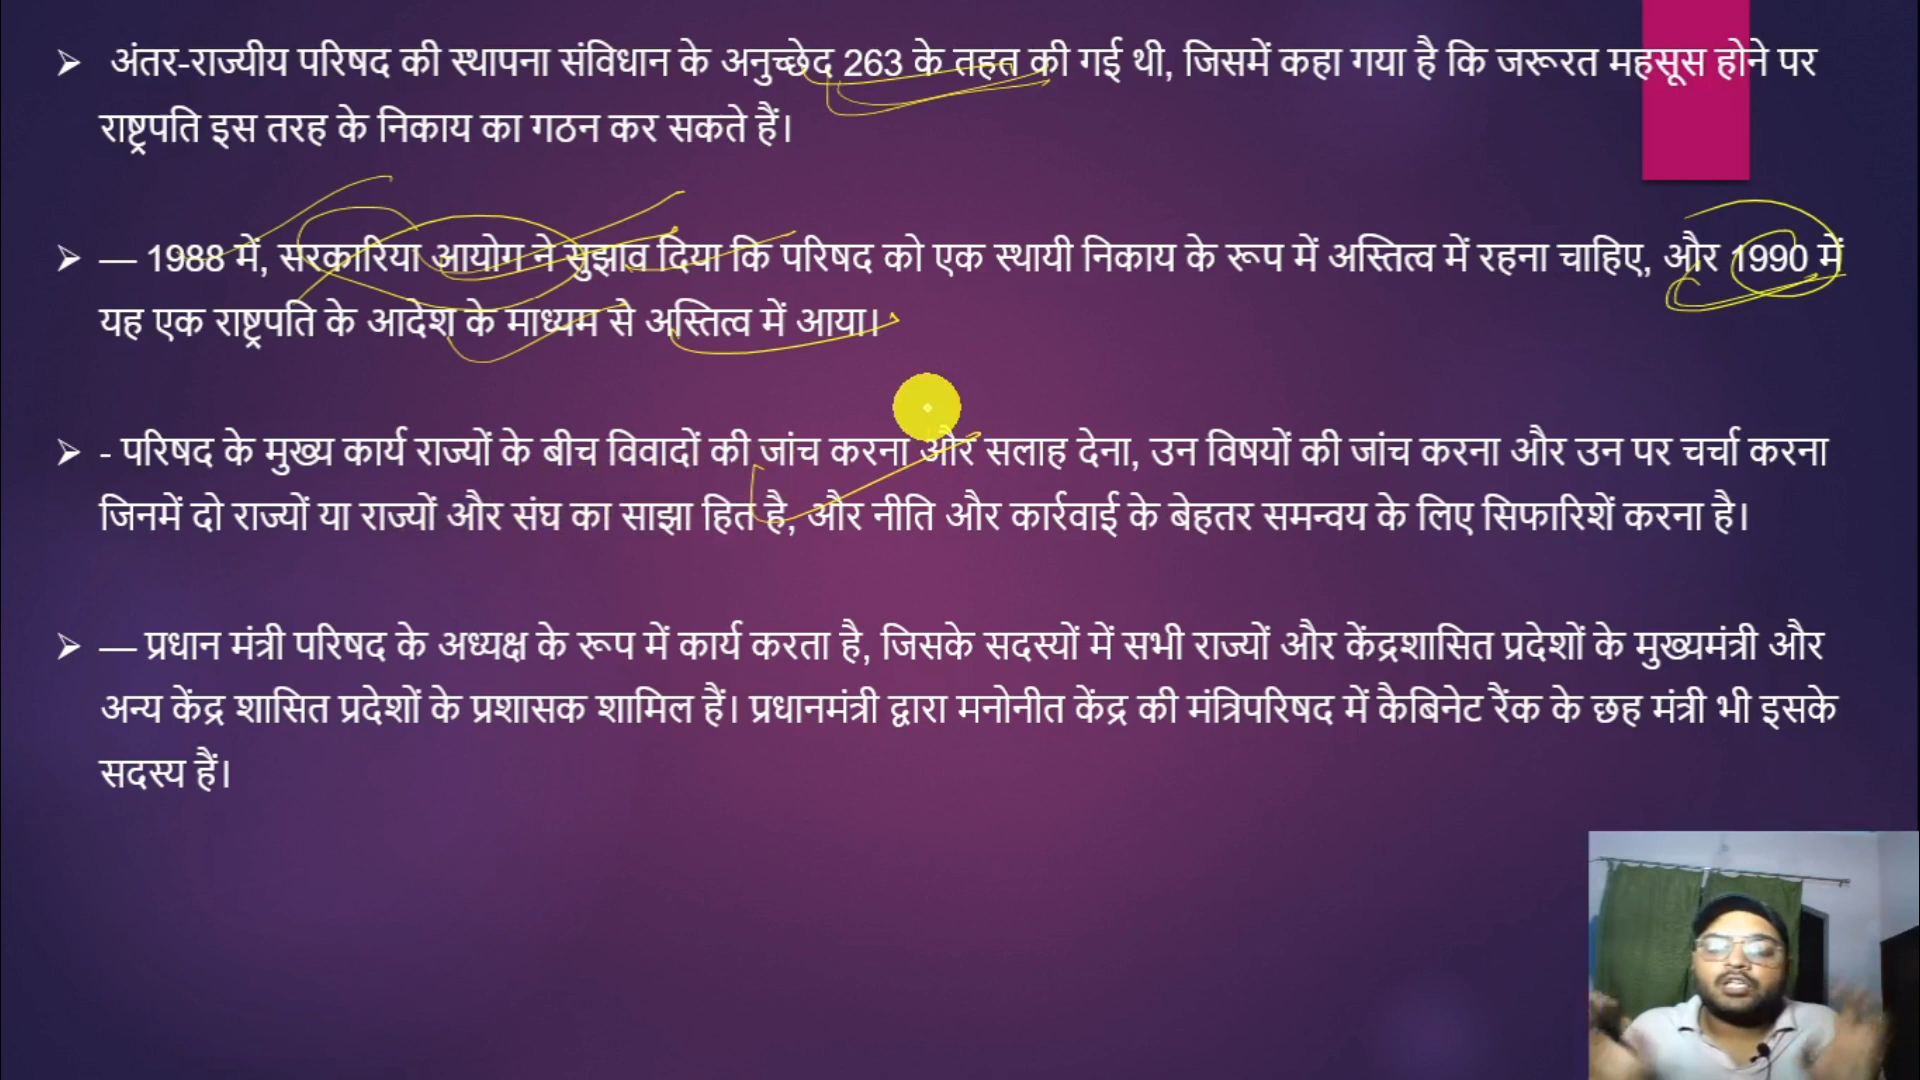 ➢ अंतर-राज्यीय परिषद की स्थापना संविधान के अनुच्छेद 263 के तहत की गई थी, जिसमें कहा गया है कि जरूरत महसूस होने पर
राष्ट्रपति इस तरह के निकाय का गठन कर सकते हैं।
➢ — 1988 में, सरकारिया आयोग ने सुझाव दिया कि परिषद को एक स्थायी निकाय के रूप में अस्तित्व में रहना चाहिए, और 1990 में
यह एक राष्ट्रपति के आदेश के माध्यम से अस्तित्व में आया।
➢ - परिषद के मुख्य कार्य राज्यों के बीच विवादों की जांच करना और सलाह देना, उन विषयों की जांच करना और उन पर चर्चा करना
जिनमें दो राज्यों या राज्यों और संघ का साझा हित है, और नीति और कार्रवाई के बेहतर समन्वय के लिए सिफारिशें करना है।
➢ — प्रधान मंत्री परिषद के अध्यक्ष के रूप में कार्य करता है, जिसके सदस्यों में सभी राज्यों और केंद्रशासित प्रदेशों के मुख्यमंत्री और
अन्य केंद्र शासित प्रदेशों के प्रशासक शामिल हैं। प्रधानमंत्री द्वारा मनोनीत केंद्र की मंत्रिपरिषद में कैबिनेट रैंक के छह मंत्री भी इसके
सदस्य हैं।